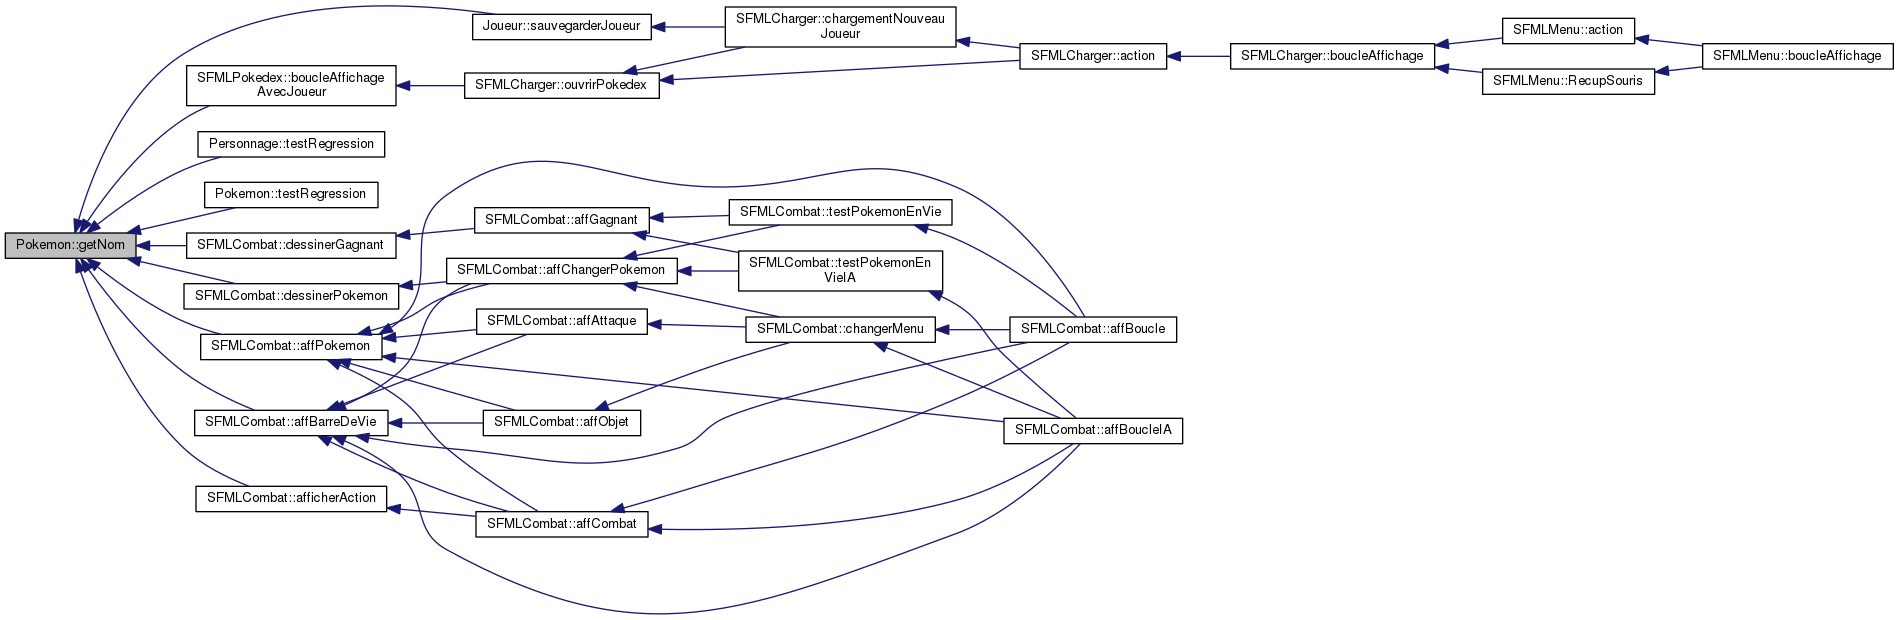 Pokemon::getNom
Joueur::sauvegarderJoueur
SFMLPokedex::boucleAffichage
AvecJoueur
Personnage::testRegression
Pokemon::testRegression
SFMLCombat::dessinerGagnant
SFMLCombat::dessinerPokemon
SFMLCombat::affPokemon
SFMLCombat::affBarreDeVie
SFMLCombat::afficherAction
SFMLCharger::ouvrirPokedex
SFMLCombat::affGagnant
SFMLCombat::affChangerPokemon
SFMLCombat::affAttaque
SFMLCombat::affObjet
SFMLCombat::affCombat
SFMLCharger::chargementNouveau
Joueur
SFMLCombat::testPokemonEnVie
SFMLCombat::testPokemonEn
VieIA
SFMLCombat::changerMenu
SFMLCharger::action
SFMLCombat::affBoucle
SFMLCombat::affBoucleIA
SFMLCharger::boucleAffichage
SFMLMenu::action
SFMLMenu::RecupSouris
SFMLMenu::boucleAffichage